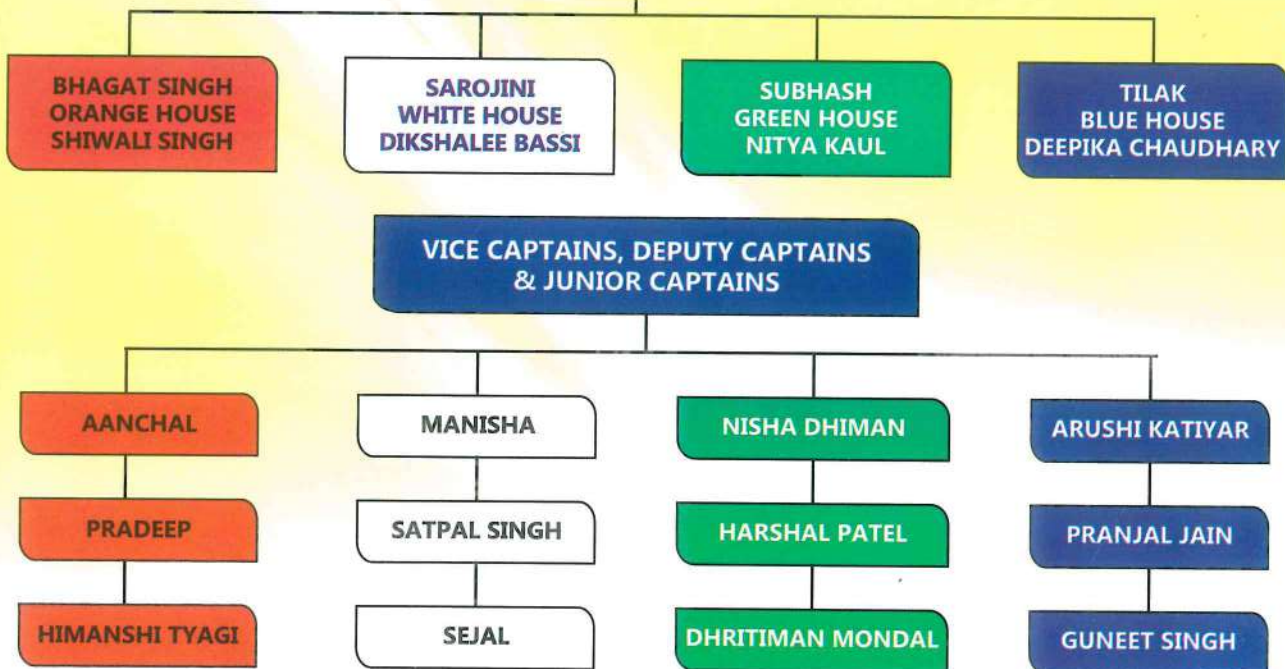 BHAGAT SINGH
ORANGE HOUSE
SHIWALI SINGH
SAROJINI
WHITE HOUSE
DIKSHALEE BASSI
SUBHASH
GREEN HOUSE
NITYA KAUL
TILAK
BLUE HOUSE
DEEPIKA CHAUDHARY
VICE CAPTAINS, DEPUTY CAPTAINS
& JUNIOR CAPTAINS
AANCHAL
MANISHA
NISHA DHIMAN
ARUSHI KATIYAR
PRADEEP
SATPAL SINGH
HARSHAL PATEL
PRANJAL JAIN
HIMANSHI TYAGI
SEJAL
DHRITIMAN MONDAL
GUNEET SINGH